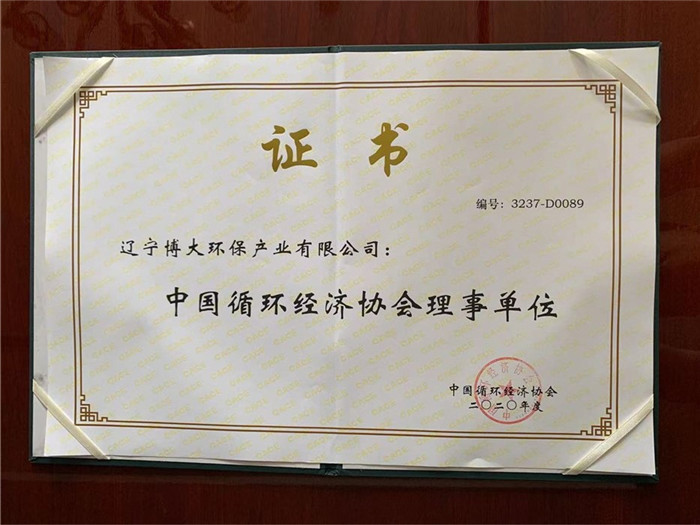 证书
编号：3237-D0089
辽宁博大环保产业有限公司：
中国循环经济协会理事单位
中国循环经济协会
二〇二〇年度